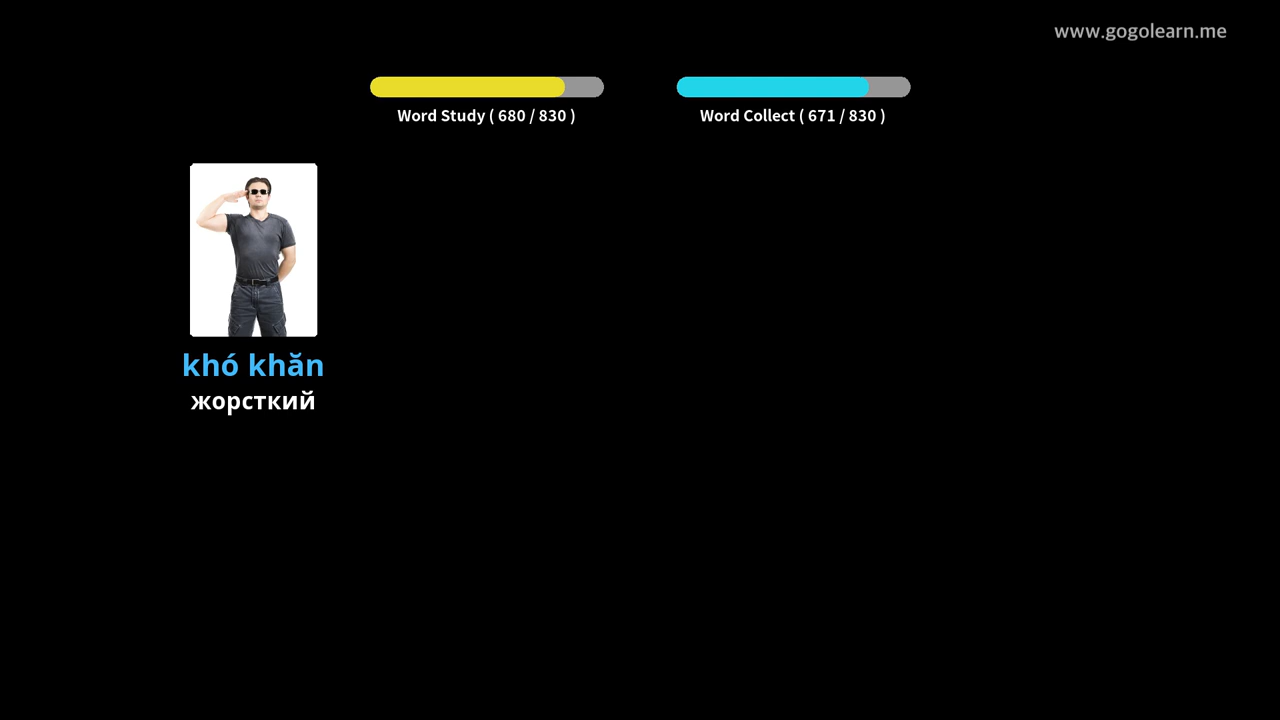 www.gogolearn.me
Word Study ( 680 / 830 )
Word Collect ( 671 / 830 )
khó khăn
жорсткий